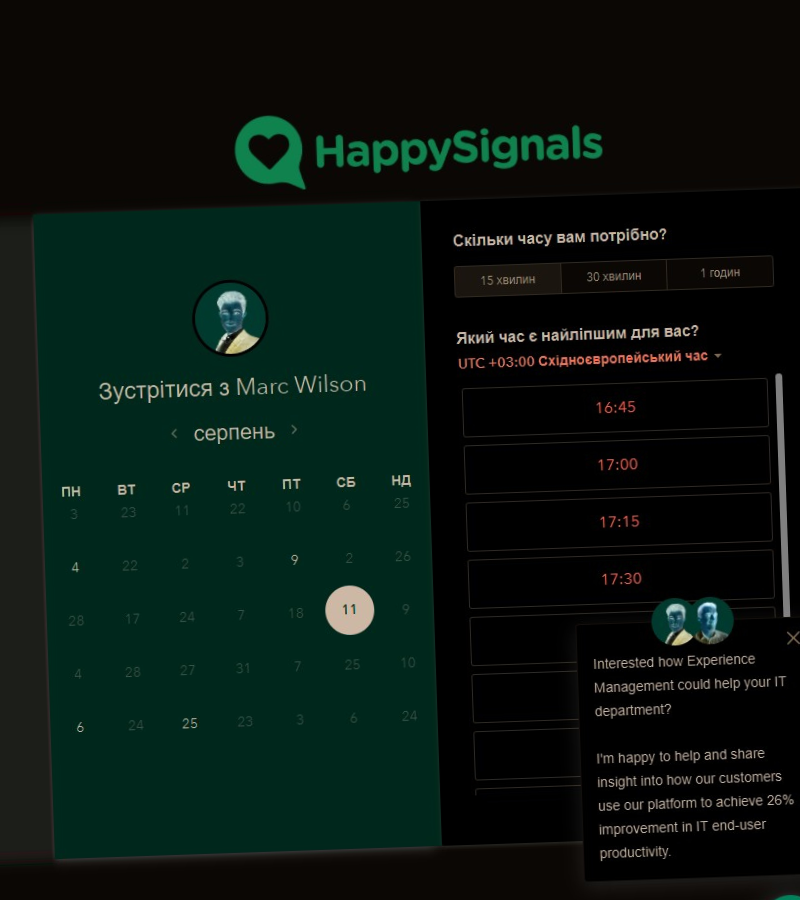 HappySignals
Зустрітися з Marc Wilson
серпень
ПН ВТ СР ЧТ ПТ СБ НД
3 23 11 22 10 6 25
4 22 2 3 9 2 26
28 17 24 7 18 11 9
4 28 27 31 7 25 10
6 24 25 23 3 6 24
Скільки часу вам потрібно?
15 хвилин 30 хвилин 1 годин
Який час є найліпшим для вас?
UTC +03:00 Східноєвропейський час
16:45
17:00
17:15
17:30
Interested how Experience
Management could help your IT
department?
I'm happy to help and share
insight into how our customers
use our platform to achieve 26%
improvement in IT end-user
productivity.